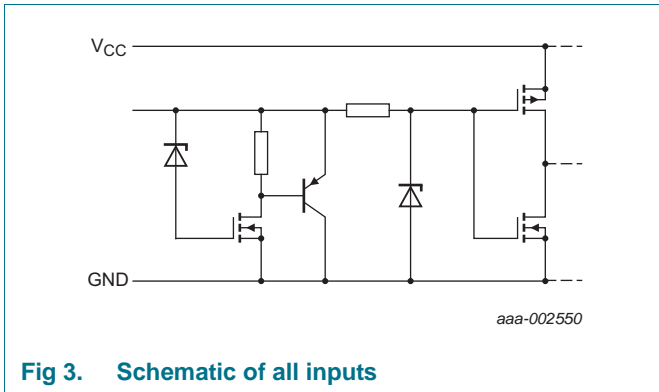 VCC
GND
aaa-002550
Fig 3. Schematic of all inputs